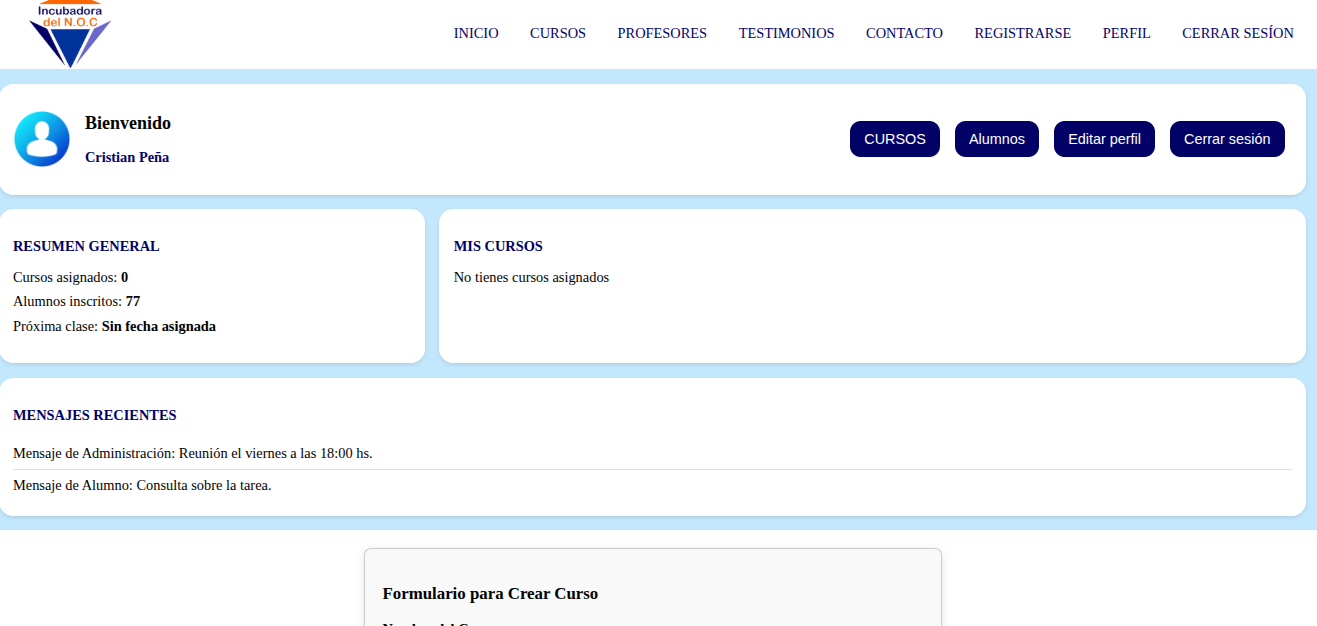 Incubadora
del N.O.C
INICIO CURSOS PROFESORES TESTIMONIOS CONTACTO REGISTRARSE PERFIL CERRAR SESÍON
Bienvenido
Cristian Peña
CURSOS Alumnos Editar perfil Cerrar sesión
RESUMEN GENERAL
Cursos asignados: 0
Alumnos inscritos: 77
Próxima clase: Sin fecha asignada
MIS CURSOS
No tienes cursos asignados
MENSAJES RECIENTES
Mensaje de Administración: Reunión el viernes a las 18:00 hs.
Mensaje de Alumno: Consulta sobre la tarea.
Formulario para Crear Curso